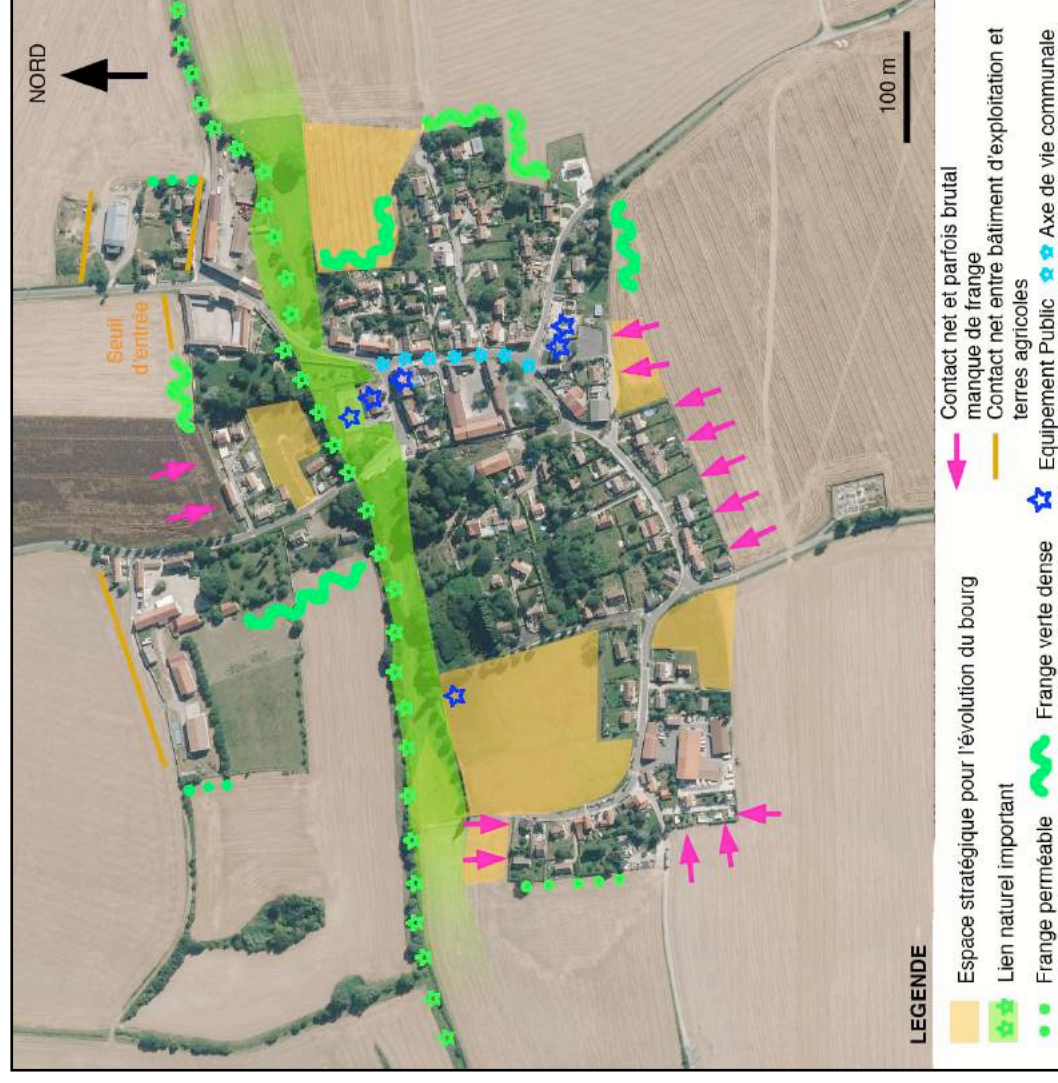 NORD
Seuil
d'entrée
100 m
LEGENDE
Espace stratégique pour l'évolution du bourg
Lien naturel important
Frange perméable
Frange verte dense
Contact net et parfois brutal
manque de frange
Contact net entre bâtiment d'exploitation et
terres agricoles
Equipement Public
Axe de vie communale